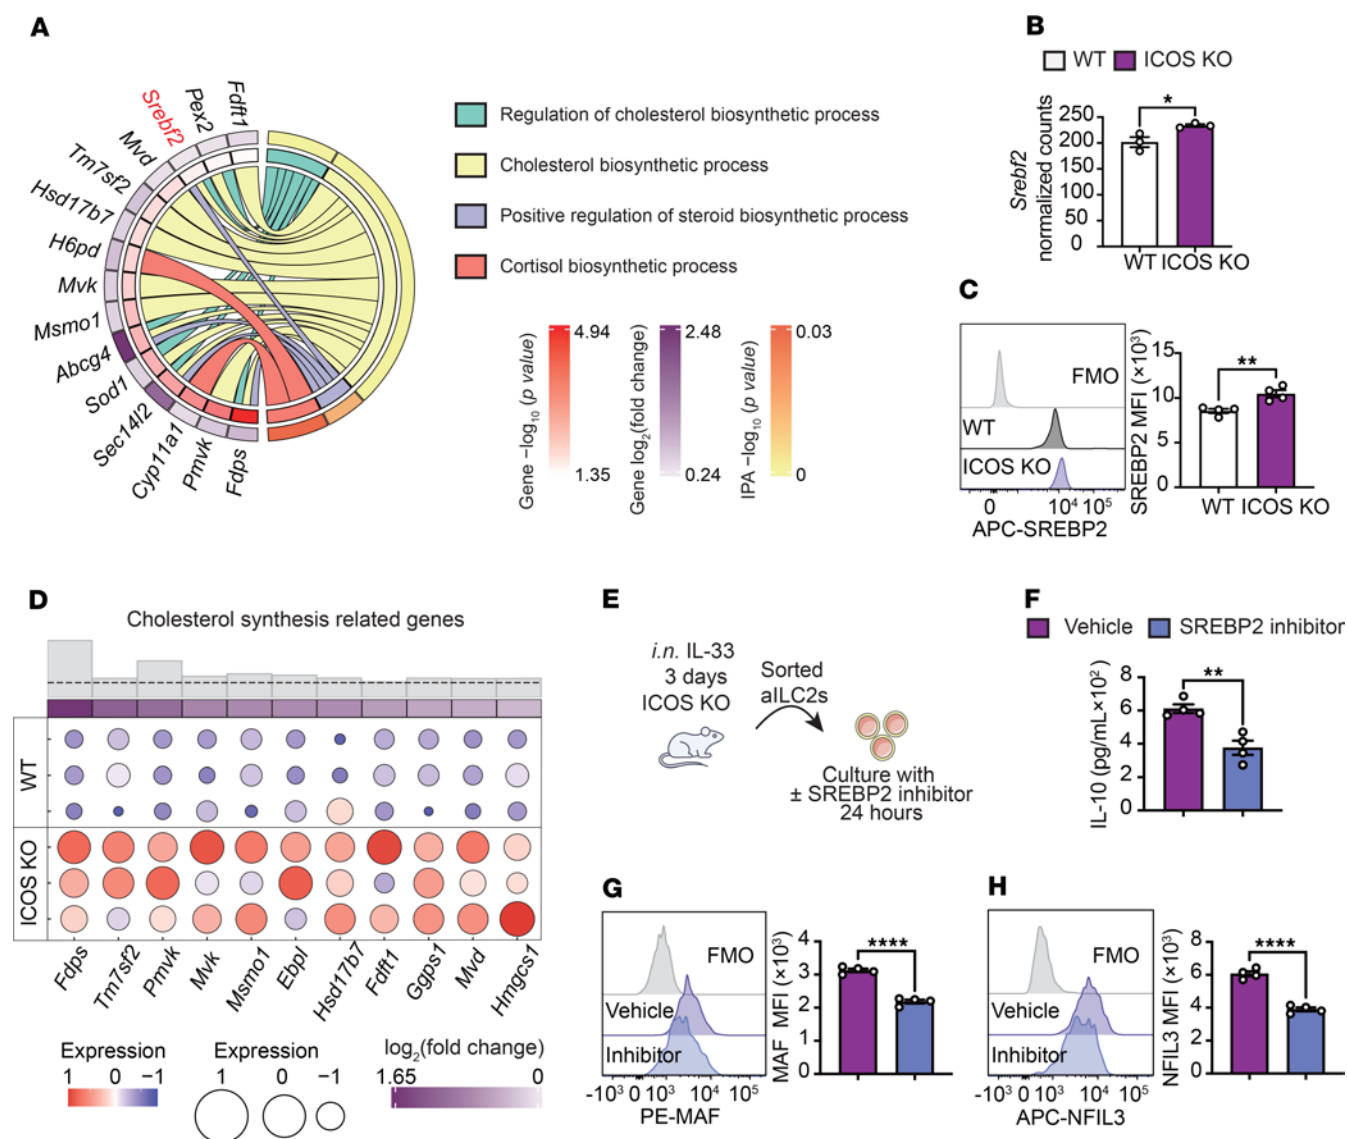 A
Fdft1
Pex2
Srebf2
Mvd
Tm7sf2
Hsd17b7
H6pd
Mvk
Msmo1
Abcg4
Sod1
Sec14l2
Cyp11a1
Pmvk
Fdps
Regulation of cholesterol biosynthetic process
Cholesterol biosynthetic process
Positive regulation of steroid biosynthetic process
Cortisol biosynthetic process
Gene −log10 (p value)
4.94
1.35
Gene log2(fold change)
2.48
0.24
IPA −log10 (p value)
0.03
0
B
WT ICOS KO
Srebf2
normalized counts
250
200
150
100
50
0
*
WT ICOS KO
C
FMO
WT
ICOS KO
0 10⁴ 10⁵
APC-SREBP2
SREBP2 MFI (×10³)
15
10
5
0
**
WT ICOS KO
D
Cholesterol synthesis related genes
WT
ICOS KO
Fdps Tm7sf2 Pmvk Mvk Msmo1 Ebpl Hsd17b7 Fdft1 Ggps1 Mvd Hmgcs1
Expression
1 0 −1
Expression
1 0 −1
log2(fold change)
1.65 0
E
i.n. IL-33
3 days
ICOS KO
Sorted
aILC2s
Culture with
± SREBP2 inhibitor
24 hours
F
Vehicle SREBP2 inhibitor
IL-10 (pg/mL×10²)
8
6
4
2
0
**
G
FMO
Vehicle
Inhibitor
-10³ 0 10³ 10⁴ 10⁵
PE-MAF
MAF MFI (×10³)
4
3
2
1
0
****
H
FMO
Vehicle
Inhibitor
-10³ 0 10³ 10⁴ 10⁵
APC-NFIL3
NFIL3 MFI (×10³)
8
6
4
2
0
****